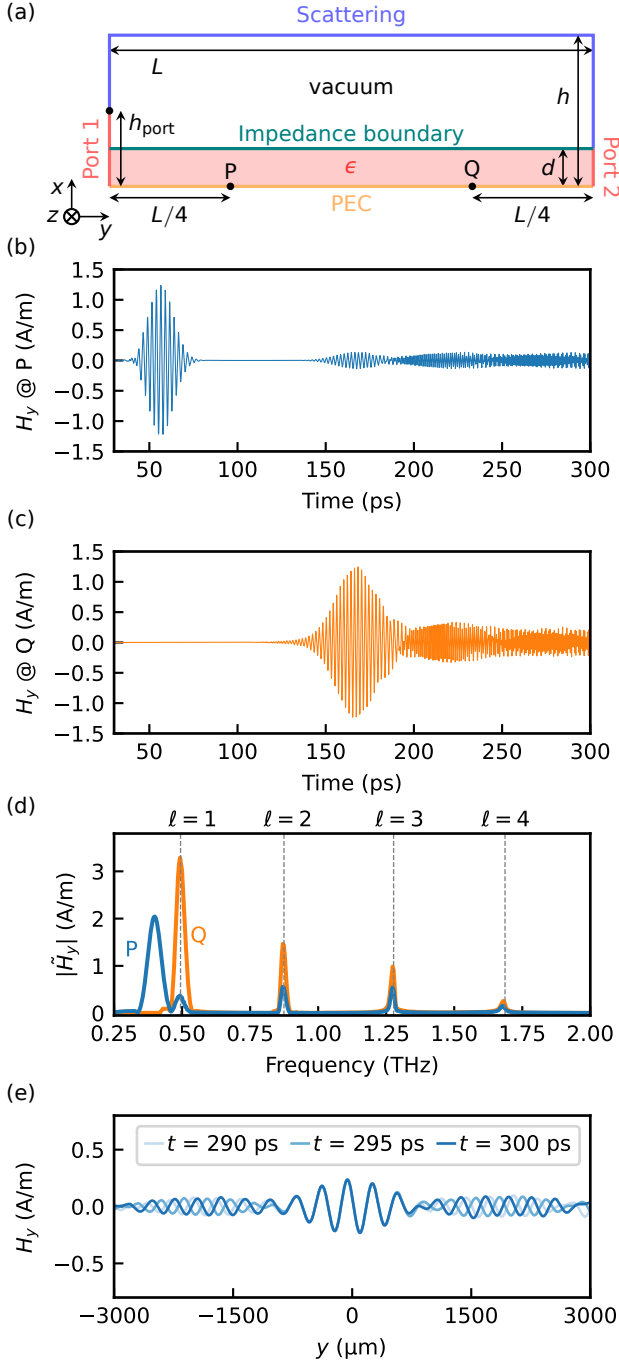 (a)
Scattering
L
vacuum
h
h_port
Impedance boundary
Port 1
ϵ
d
Port 2
P
Q
x
z
y
L/4
PEC
L/4
(b)
H_y @ P (A/m)
1.5
1.0
0.5
0.0
−0.5
−1.0
−1.5
50 100 150 200 250 300
Time (ps)
(c)
H_y @ Q (A/m)
1.5
1.0
0.5
0.0
−0.5
−1.0
−1.5
50 100 150 200 250 300
Time (ps)
(d)
ℓ = 1 ℓ = 2 ℓ = 3 ℓ = 4
|H̃_y| (A/m)
3
2
1
0
P
Q
0.25 0.50 0.75 1.00 1.25 1.50 1.75 2.00
Frequency (THz)
(e)
H_y (A/m)
0.5
0.0
−0.5
t = 290 ps t = 295 ps t = 300 ps
−3000 −1500 0 1500 3000
y (μm)